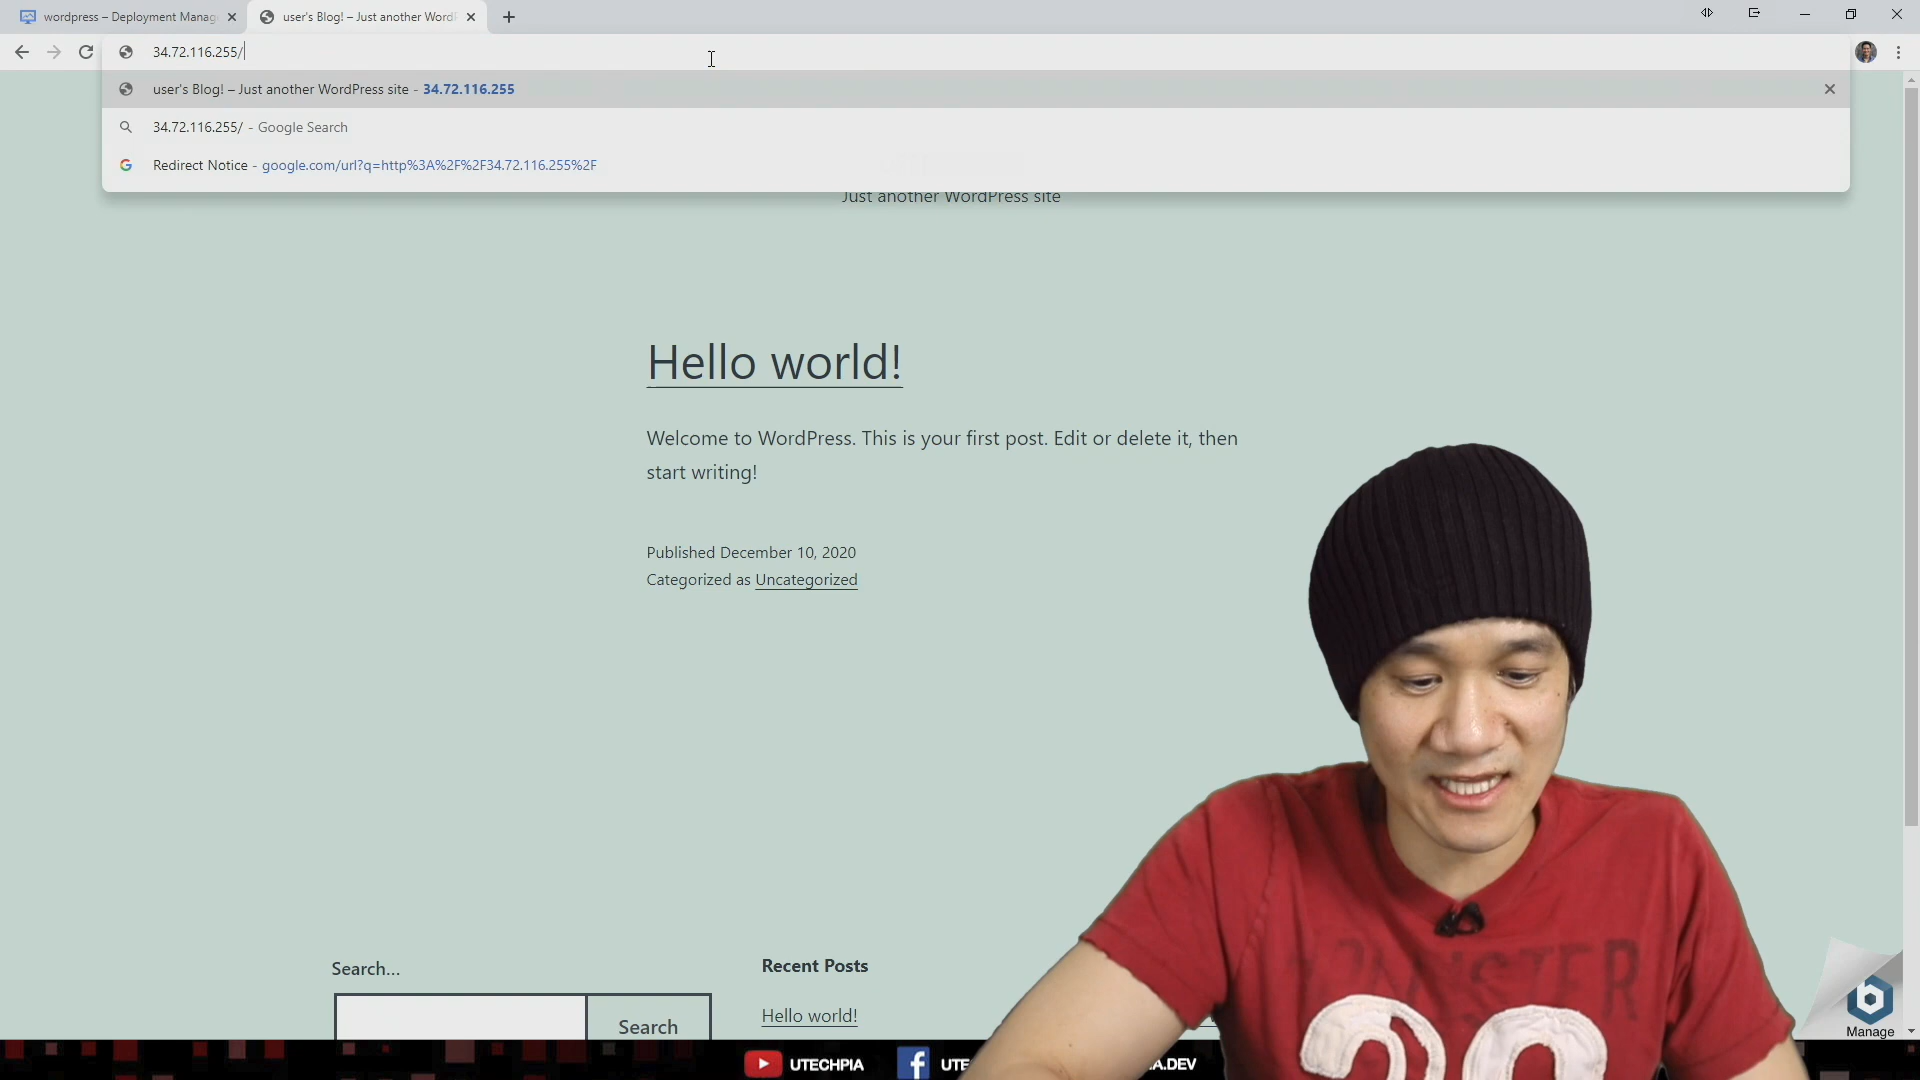 wordpress – Deployment Manag
user's Blog! – Just another WordP
34.72.116.255/
user's Blog! – Just another WordPress site - 34.72.116.255
34.72.116.255/ - Google Search
Redirect Notice - google.com/url?q=http%3A%2F%2F34.72.116.255%2F
Just another WordPress site
Hello world!
Welcome to WordPress. This is your first post. Edit or delete it, then
start writing!
Published December 10, 2020
Categorized as Uncategorized
Search...
Search
Recent Posts
Hello world!
Manage
UTECHPIA
UTE
A.DEV